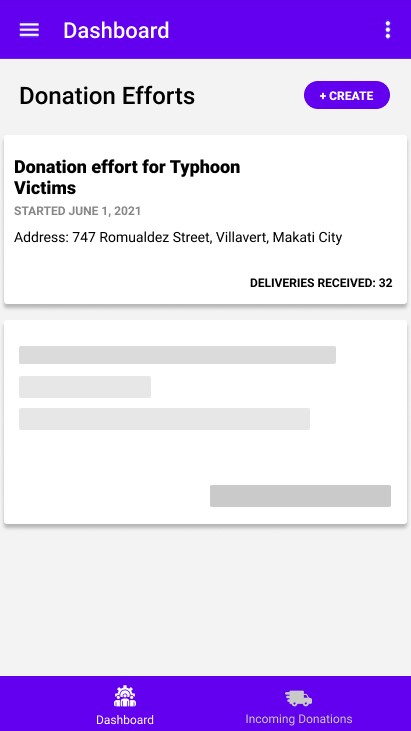 Dashboard
Donation Efforts
+ CREATE
Donation effort for Typhoon
Victims
STARTED JUNE 1, 2021
Address: 747 Romualdez Street, Villavert, Makati City
DELIVERIES RECEIVED: 32
Dashboard
Incoming Donations